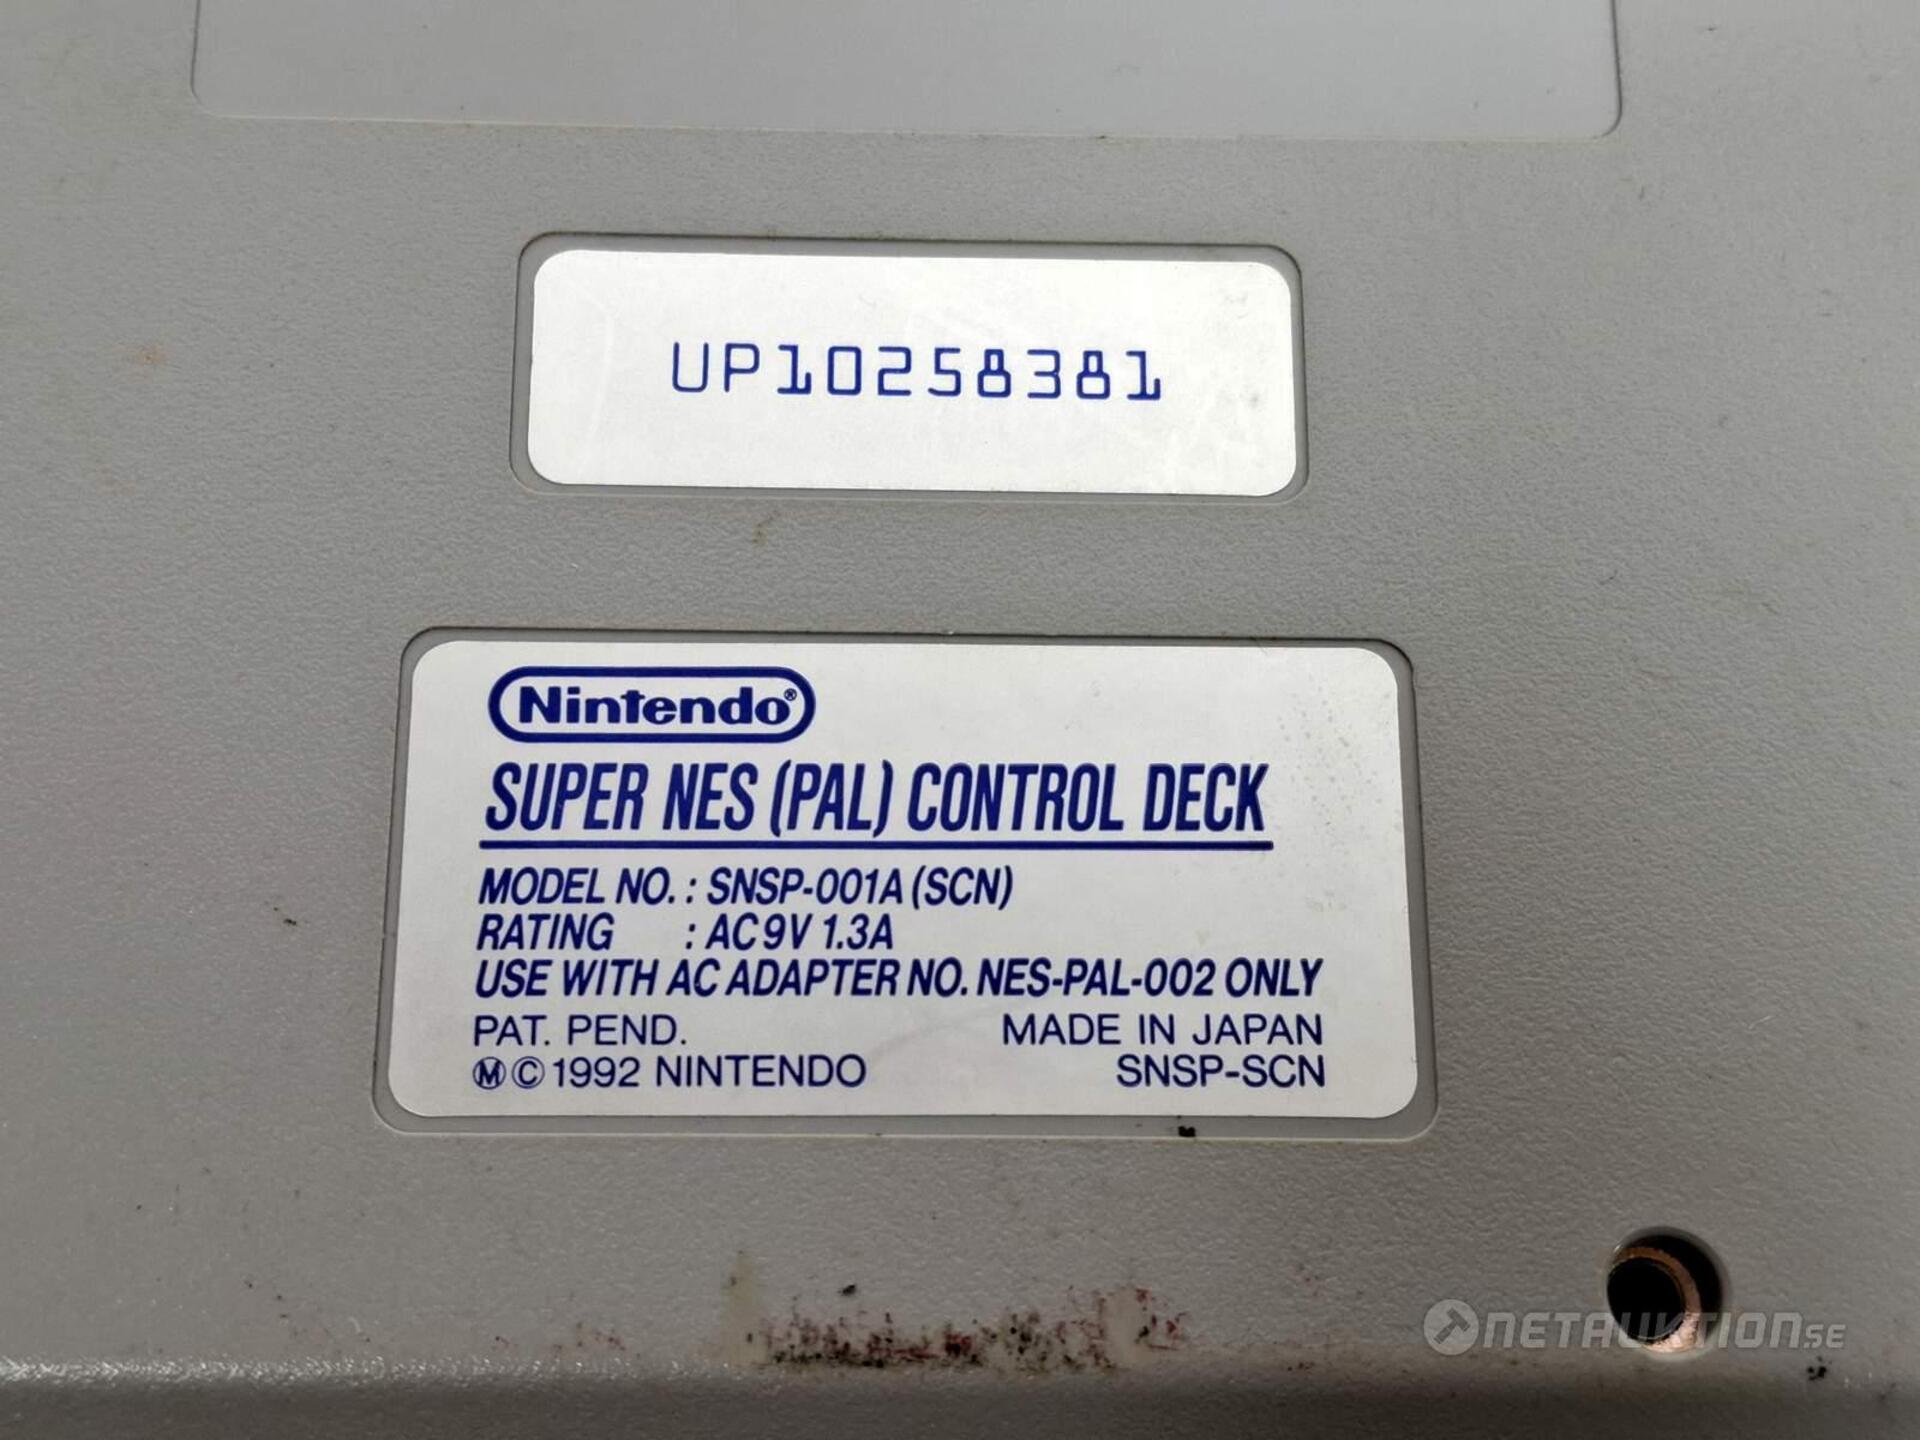 UP10258381
Nintendo®
SUPER NES (PAL) CONTROL DECK
MODEL NO. : SNSP-001A (SCN)
RATING : AC 9V 1.3A
USE WITH AC ADAPTER NO. NES-PAL-002 ONLY
PAT. PEND. MADE IN JAPAN
Ⓜ©1992 NINTENDO SNSP-SCN
NETAUKTION.SE